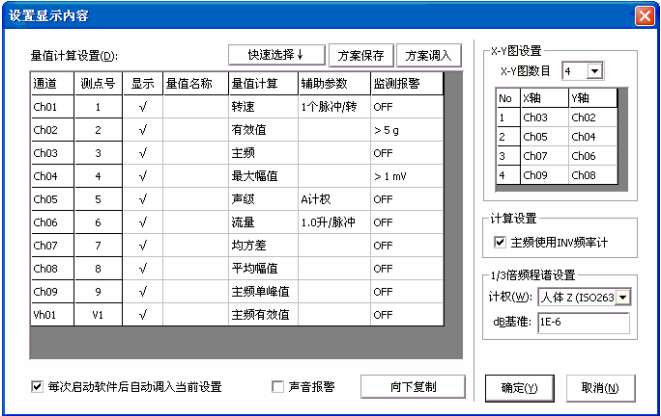 设置显示内容
量值计算设置(D):
快速选择↓ 方案保存 方案调入
通道 测点号 显示 量值名称 量值计算 辅助参数 监测报警
Ch01 1 √ 转速 1个脉冲/转 OFF
Ch02 2 √ 有效值 >5 g
Ch03 3 √ 主频 OFF
Ch04 4 √ 最大幅值 >1 mV
Ch05 5 √ 声级 A计权 OFF
Ch06 6 √ 流量 1.0升/脉冲 OFF
Ch07 7 √ 均方差 OFF
Ch08 8 √ 平均幅值 OFF
Ch09 9 √ 主频单峰值 OFF
Vh01 V1 √ 主频有效值 OFF
每次启动软件后自动调入当前设置 声音报警 向下复制
X-Y图设置
X-Y图数目 4
No X轴 Y轴
1 Ch03 Ch02
2 Ch05 Ch04
3 Ch07 Ch06
4 Ch09 Ch08
计算设置
主频使用INV频率计
1/3倍频程谱设置
计权(W): 人体 Z (ISO263
dB基准: 1E-6
确定(Y) 取消(N)